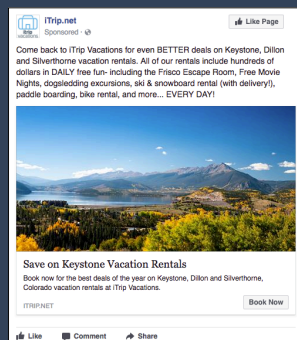 iTrip.net
Like Page
Sponsored ·
iTrip
vacations
Come back to iTrip Vacations for even BETTER deals on Keystone, Dillon
and Silverthorne vacation rentals. All of our rentals include hundreds of
dollars in DAILY free fun- including the Frisco Escape Room, Free Movie
Nights, dogsledding excursions, ski & snowboard rental (with delivery!),
paddle boarding, bike rental, and more... EVERY DAY!
Save on Keystone Vacation Rentals
Book now for the best deals of the year on Keystone, Dillon and Silverthorne,
Colorado vacation rentals at iTrip Vacations.
ITRIP.NET
Book Now
Like Comment Share